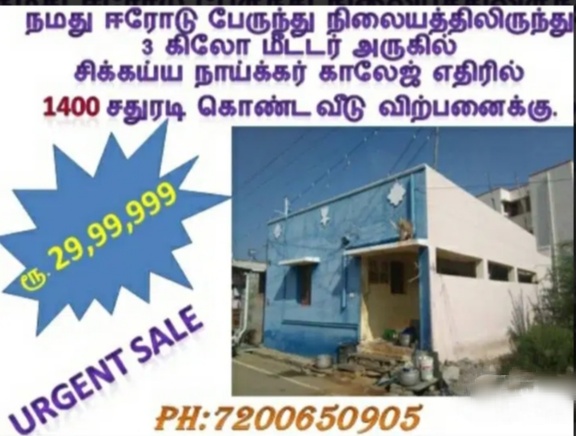 நமது ஈரோடு பேருந்து நிலையத்திலிருந்து
3 கிலோ மீட்டர் அருகில்
சிக்கய்ய நாய்க்கர் காலேஜ் எதிரில்
1400 சதுரடி கொண்ட வீடு விற்பனைக்கு.
ரூ. 29,99,999
URGENT SALE
PH:7200650905